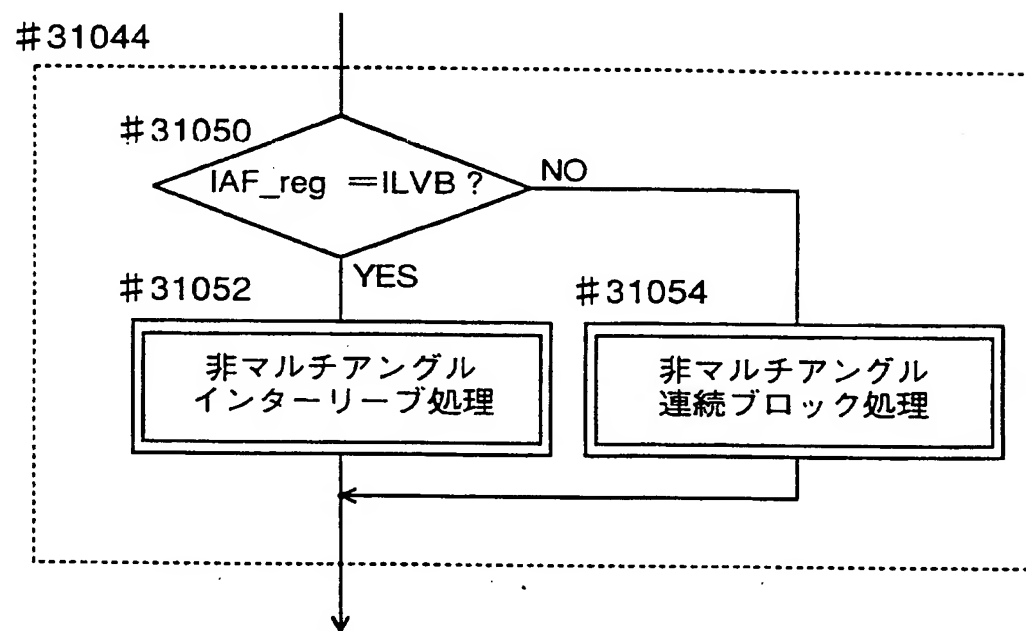 #31044
#31050
IAF_reg =ILVB ?
NO
YES
#31052
#31054
非マルチアングル
インターリーブ処理
非マルチアングル
連続ブロック処理